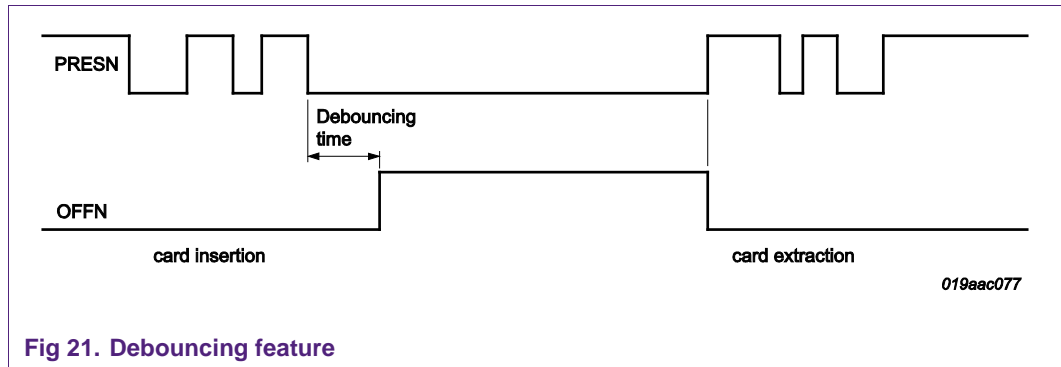 PRESN
Debouncing
time
OFFN
card insertion
card extraction
019aac077
Fig 21. Debouncing feature